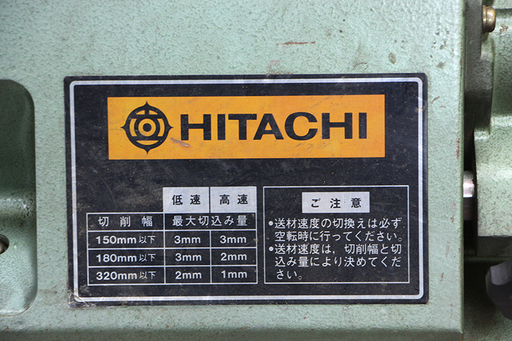 HITACHI
低速 高速
切削幅 最大切込み量
150mm以下 3mm 3mm
180mm以下 3mm 2mm
320mm以下 2mm 1mm
ご注意
•送材速度の切換えは必ず
空転時に行ってください。
•送材速度は、切削幅と切
込み量により決めてくだ
さい。